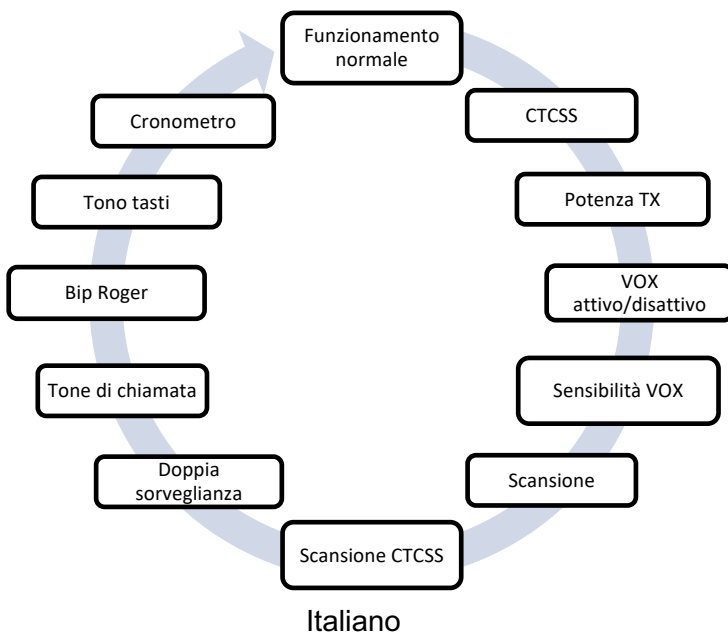 Funzionamento
normale
CTCSS
Potenza TX
VOX
attivo/disattivo
Sensibilità VOX
Scansione
Scansione CTCSS
Doppia
sorveglianza
Tone di chiamata
Bip Roger
Tono tasti
Cronometro
Italiano